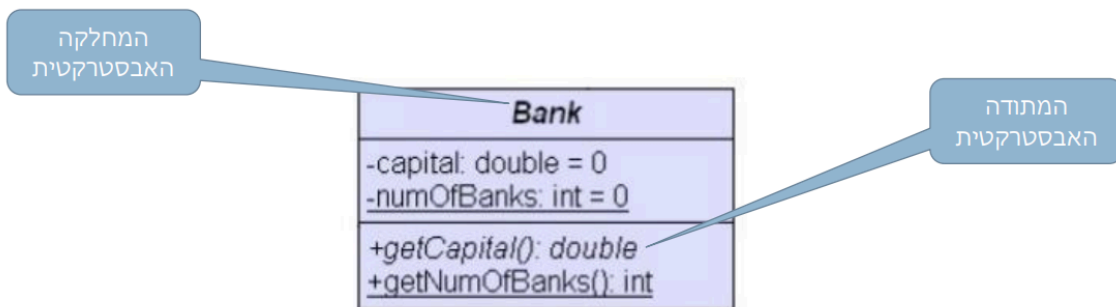 המחלקה
האבסטרקטית
Bank
-capital: double = 0
-numOfBanks: int = 0
+getCapital(): double
+getNumOfBanks(): int
המתודה
האבסטרקטית